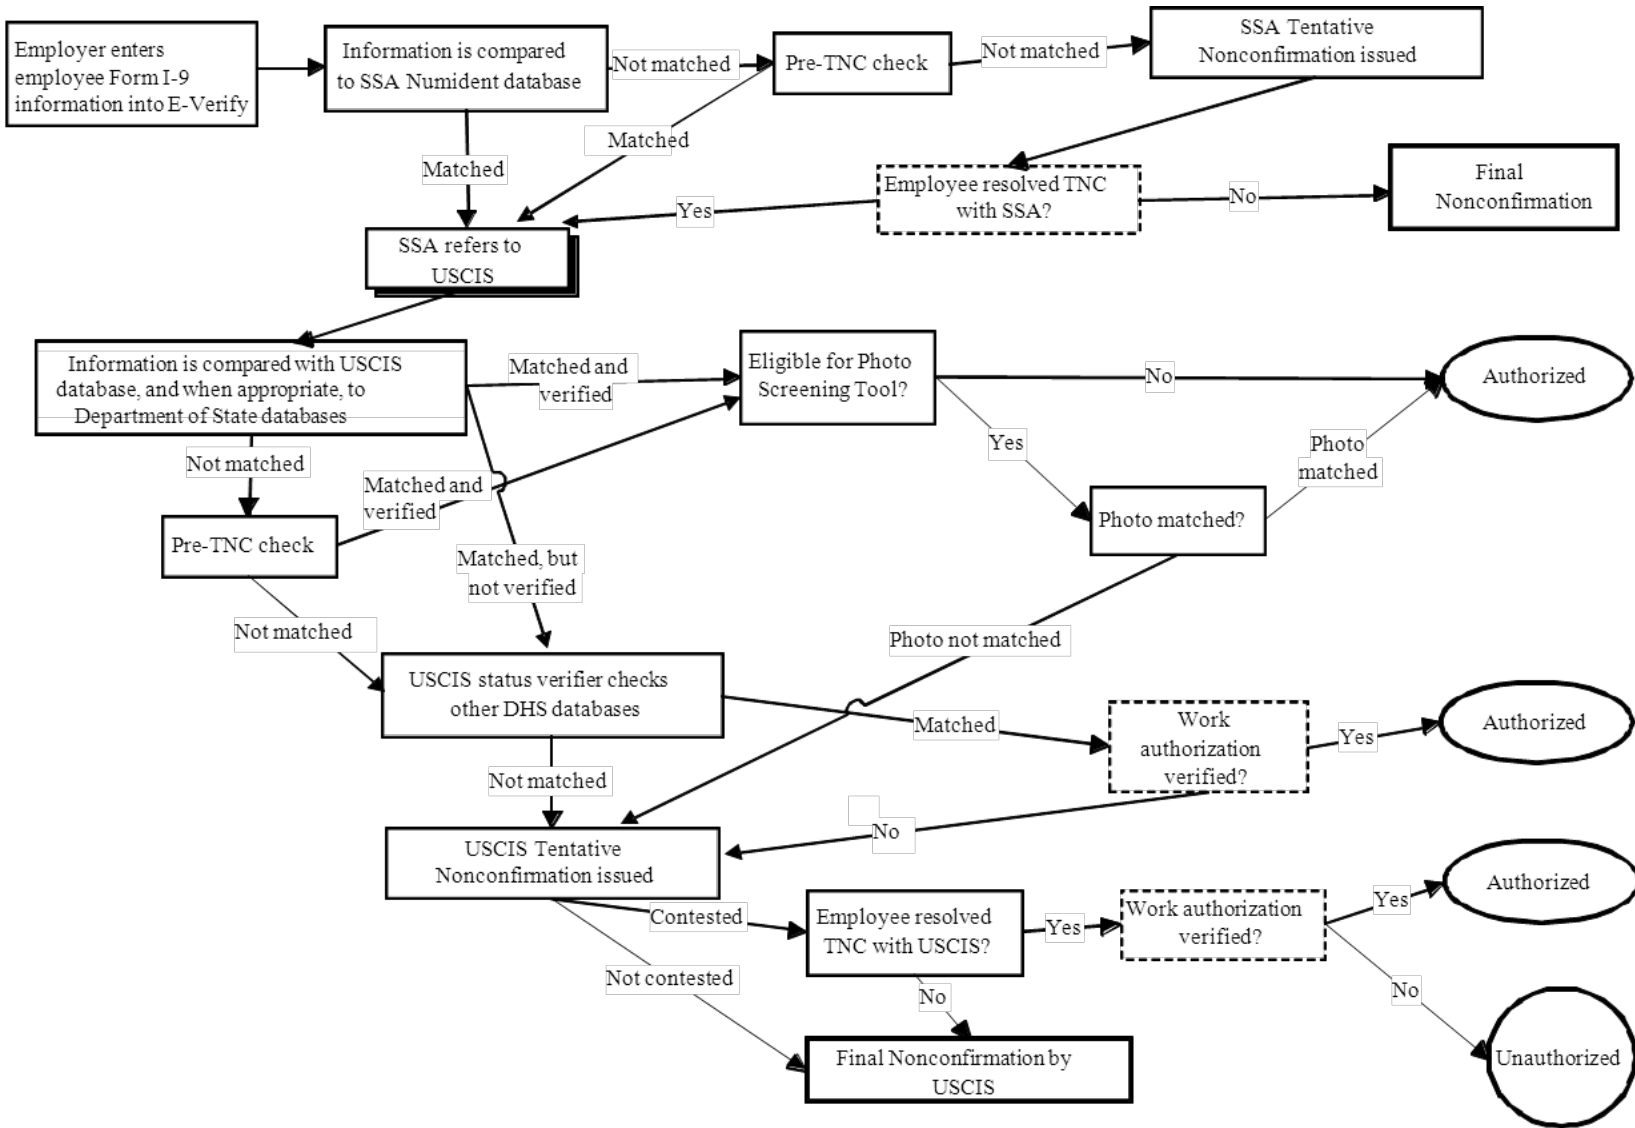 Employer enters
employee Form I-9
information into E-Verify
Information is compared
to SSA Numident database
Not matched
Pre-TNC check
Not matched
SSA Tentative
Nonconfirmation issued
Matched
Matched
Employee resolved TNC
with SSA?
Yes
No
Final
Nonconfirmation
SSA refers to
USCIS
Information is compared with USCIS
database, and when appropriate, to
Department of State databases
Matched and
verified
Eligible for Photo
Screening Tool?
No
Authorized
Yes
Photo
matched
Not matched
Matched and
verified
Photo matched?
Pre-TNC check
Matched, but
not verified
Not matched
Photo not matched
USCIS status verifier checks
other DHS databases
Matched
Work
authorization
verified?
Yes
Authorized
Not matched
No
USCIS Tentative
Nonconfirmation issued
Contested
Employee resolved
TNC with USCIS?
Yes
Work authorization
verified?
Yes
Authorized
Not contested
No
No
Final Nonconfirmation by
USCIS
Unauthorized